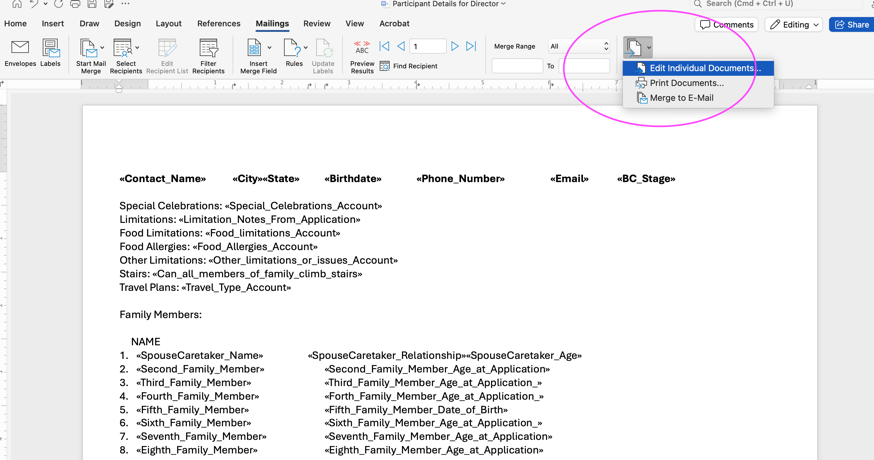 Participant Details for Director
Search (Cmd + Ctrl + U)
Home Insert Draw Design Layout References Mailings Review View Acrobat
Comments Editing Share
Envelopes Labels Start Mail Merge Select Recipients Edit Recipient List Filter Recipients Insert Merge Field Rules Update Labels «» ABC Preview Results
1
Find Recipient
Merge Range All
To
Edit Individual Documents...
Print Documents...
Merge to E-Mail
«Contact_Name» «City»«State» «Birthdate» «Phone_Number» «Email» «BC_Stage»
Special Celebrations: «Special_Celebrations_Account»
Limitations: «Limitation_Notes_From_Application»
Food Limitations: «Food_limitations_Account»
Food Allergies: «Food_Allergies_Account»
Other Limitations: «Other_limitations_or_issues_Account»
Stairs: «Can_all_members_of_family_climb_stairs»
Travel Plans: «Travel_Type_Account»
Family Members:
NAME
1. «SpouseCaretaker_Name» «SpouseCaretaker_Relationship»«SpouseCaretaker_Age»
2. «Second_Family_Member» «Second_Family_Member_Age_at_Application»
3. «Third_Family_Member» «Third_Family_Member_Age_at_Application_»
4. «Fourth_Family_Member» «Forth_Family_Member_Age_at_Application_»
5. «Fifth_Family_Member» «Fifth_Family_Member_Date_of_Birth»
6. «Sixth_Family_Member» «Sixth_Family_Member_Age_at_Application_»
7. «Seventh_Family_Member» «Seventh_Family_Member_Age_at_Application»
8. «Eighth_Family_Member» «Eighth_Family_Member_Age_at_Application»